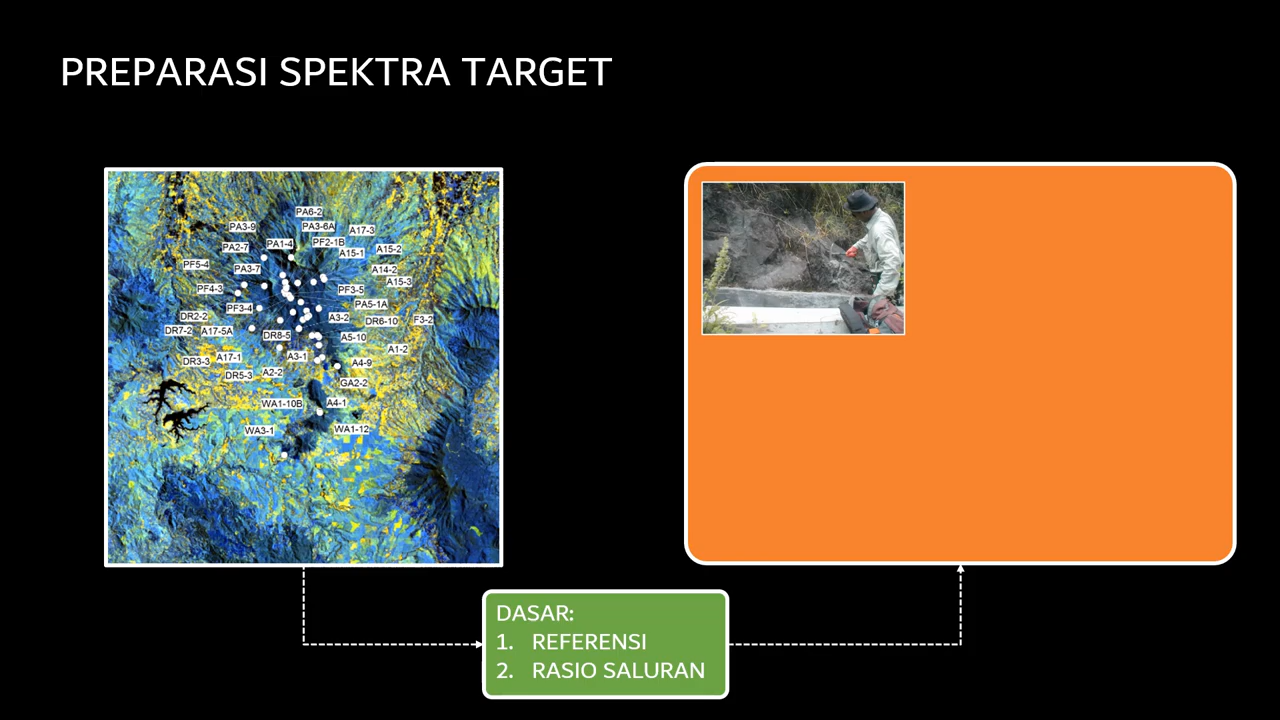 PREPARASI SPEKTRA TARGET
PA6-2
PA3-9
PA3-6A
A17-3
PA2-7
PA1-4
PF2-1B
A15-1
A15-2
PF5-4
PA3-7
A14-2
A15-3
PF4-3
PF3-5
PF3-4
PA5-1A
DR2-2
A3-2
DR6-10
F3-2
DR7-2
A17-5A
DR8-5
A5-10
A1-2
DR3-3
A17-1
A3-1
A4-9
DR5-3
A2-2
GA2-2
WA1-10B
A4-1
WA3-1
WA1-12
DASAR:
1. REFERENSI
2. RASIO SALURAN